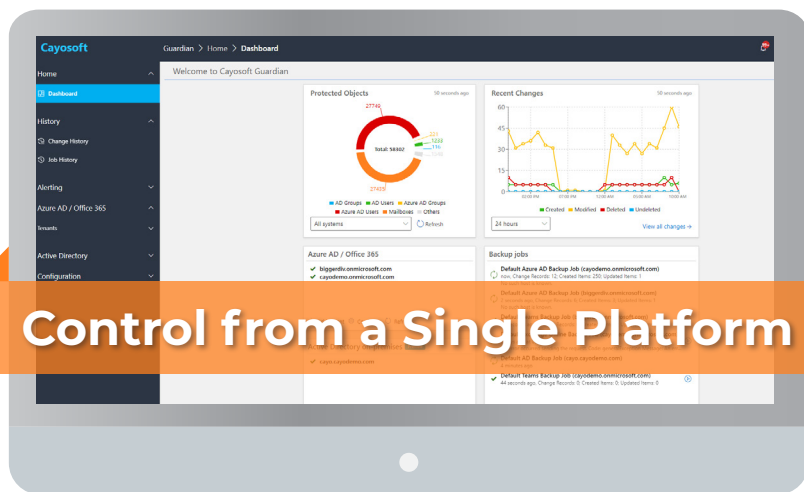 Cayosoft
Guardian > Home > Dashboard
Home
Welcome to Cayosoft Guardian
Dashboard
History
Change History
Job History
Alerting
Azure AD / Office 365
Tenants
Active Directory
Configuration
Protected Objects
50 seconds ago
27749
1232
116
Total: 58302
27435
AD Groups AD Users Azure AD Groups
Azure AD Users Mailboxes Others
All systems
Refresh
Recent Changes
50 seconds ago
60
45
30
15
0
Created Modified Deleted Undeleted
24 hours
View all changes →
Azure AD / Office 365
biggerdiv.onmicrosoft.com
cayodemo.onmicrosoft.com
Backup jobs
Default Azure AD Backup Job (cayodemo.onmicrosoft.com)
now, Change Records: 12; Created Items: 250; Updated Items: 1
Default Azure AD Backup Job (biggerdiv.onmicrosoft.com)
Control from a Single Platform
cayo.cayodemo.com
Default AD Backup Job (cayo.cayodemo.com)
Default Teams Backup Job (cayodemo.onmicrosoft.com)
44 seconds ago, Change Records: 0; Created Items: 0; Updated Items: 0